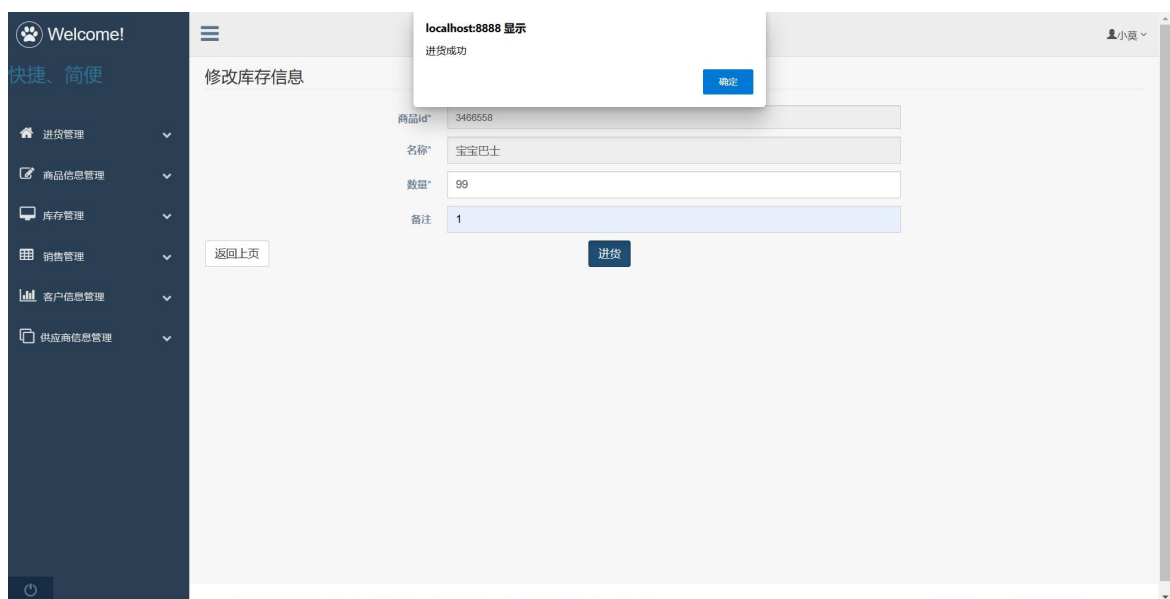 Welcome!
快捷、简便
进货管理
商品信息管理
库存管理
销售管理
客户信息管理
供应商信息管理
localhost:8888 显示
进货成功
确定
小莫
修改库存信息
商品id* 3466558
名称* 宝宝巴士
数量* 99
备注 1
返回上页 进货